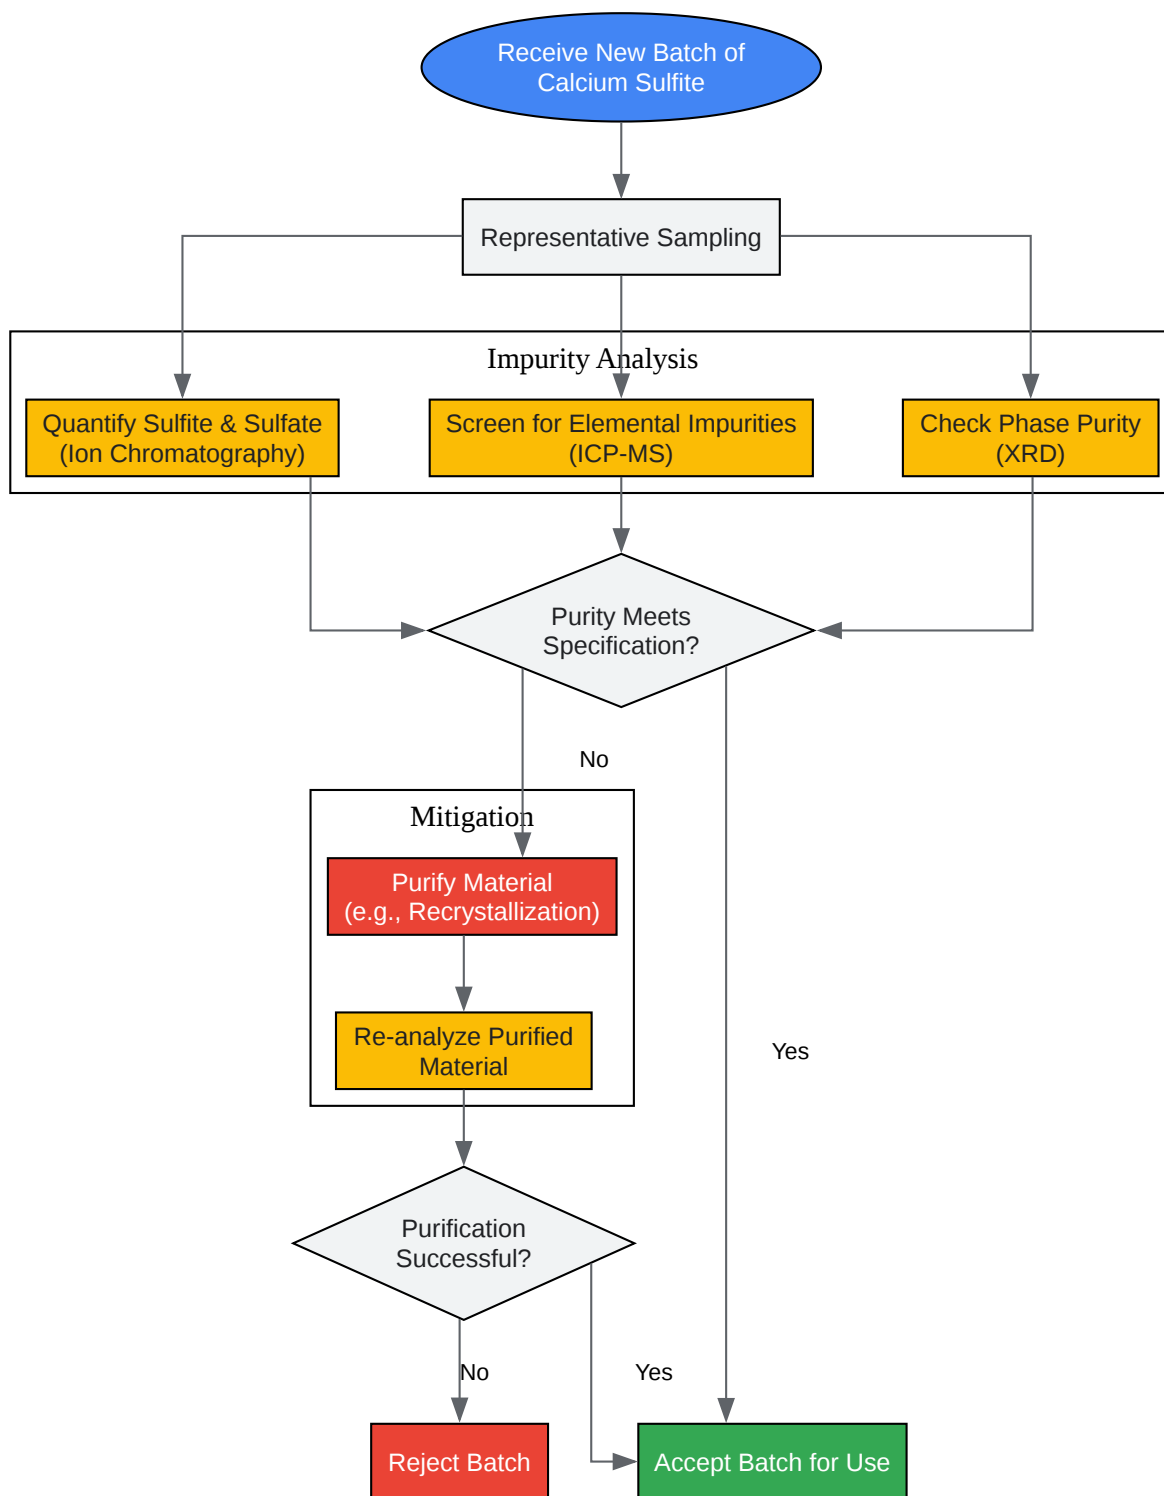 Receive New Batch of
Calcium Sulfite
Representative Sampling
Impurity Analysis
Quantify Sulfite & Sulfate
(Ion Chromatography)
Screen for Elemental Impurities
(ICP-MS)
Check Phase Purity
(XRD)
Purity Meets
Specification?
No
Mitigation
Purify Material
(e.g., Recrystallization)
Re-analyze Purified
Material
Yes
Purification
Successful?
No
Yes
Reject Batch
Accept Batch for Use